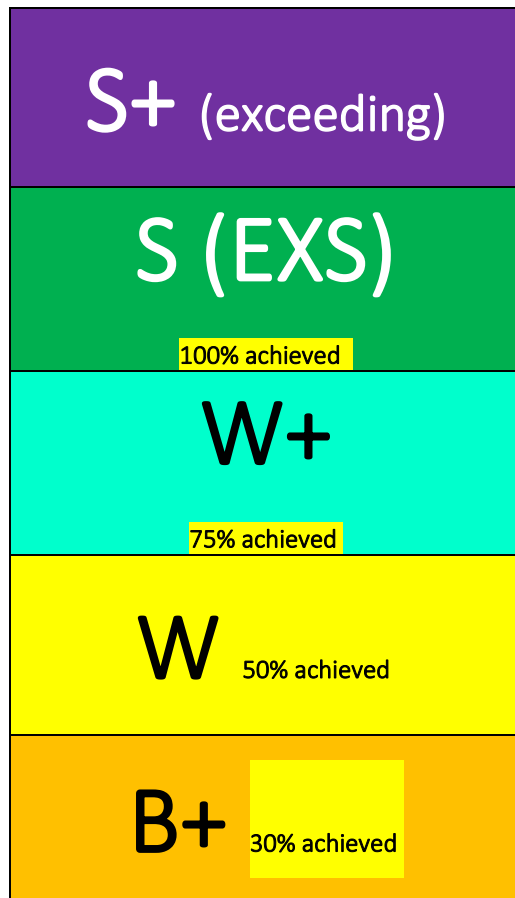 S+ (exceeding)
S (EXS)
100% achieved
W+
75% achieved
W 50% achieved
B+ 30% achieved